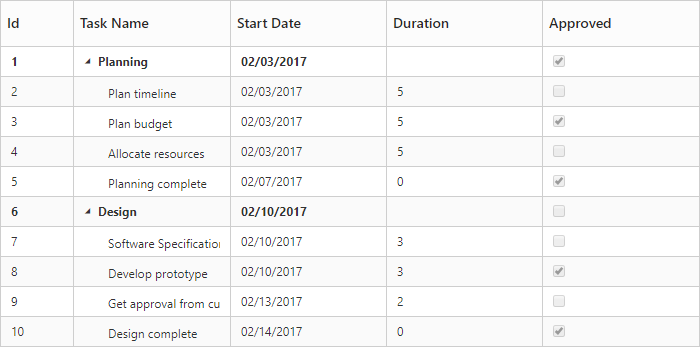 Id Task Name Start Date Duration Approved
1 Planning 02/03/2017
2 Plan timeline 02/03/2017 5
3 Plan budget 02/03/2017 5
4 Allocate resources 02/03/2017 5
5 Planning complete 02/07/2017 0
6 Design 02/10/2017
7 Software Specification 02/10/2017 3
8 Develop prototype 02/10/2017 3
9 Get approval from cu 02/13/2017 2
10 Design complete 02/14/2017 0